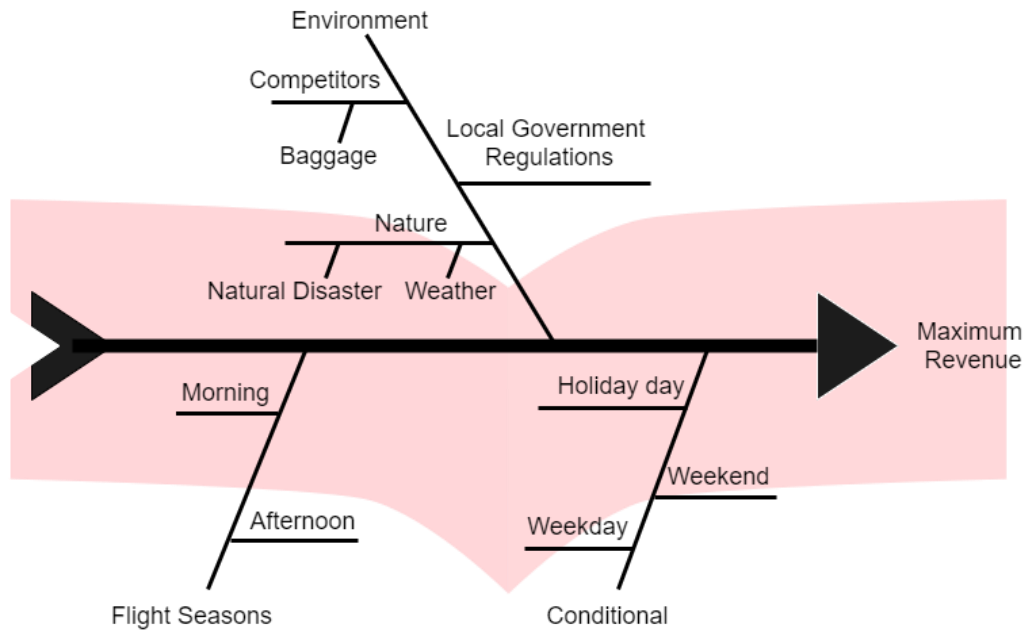 Environment
Competitors
Baggage
Local Government
Regulations
Nature
Natural Disaster
Weather
Maximum
Revenue
Morning
Afternoon
Flight Seasons
Holiday day
Weekend
Weekday
Conditional